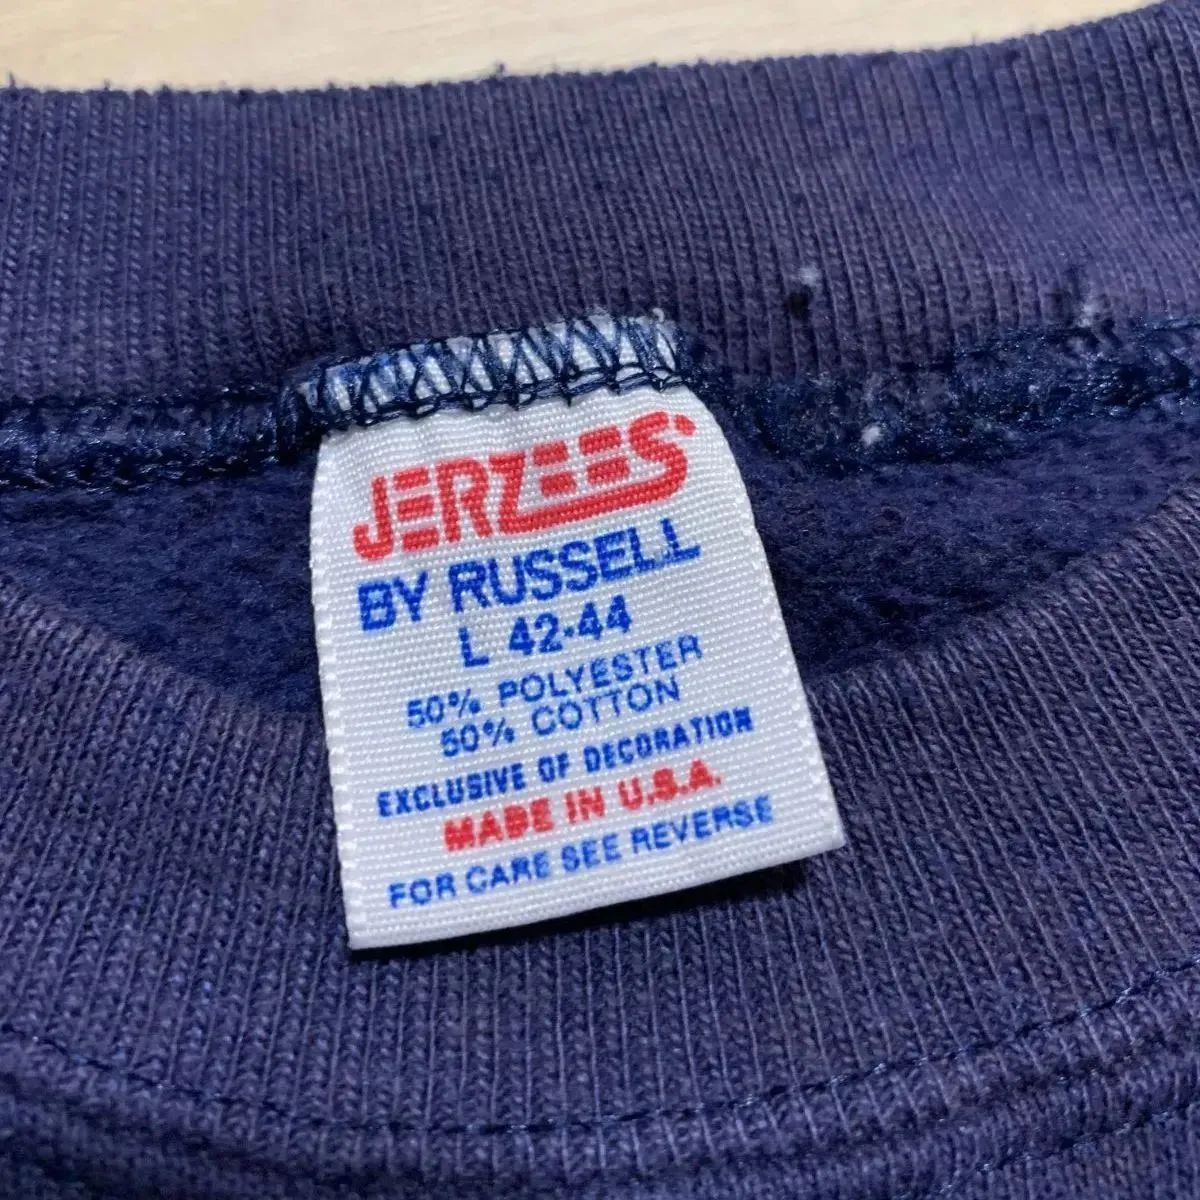 JERZEES
BY RUSSELL
L 42-44
50% POLYESTER
50% COTTON
EXCLUSIVE OF DECORATION
MADE IN U.S.A.
FOR CARE SEE REVERSE